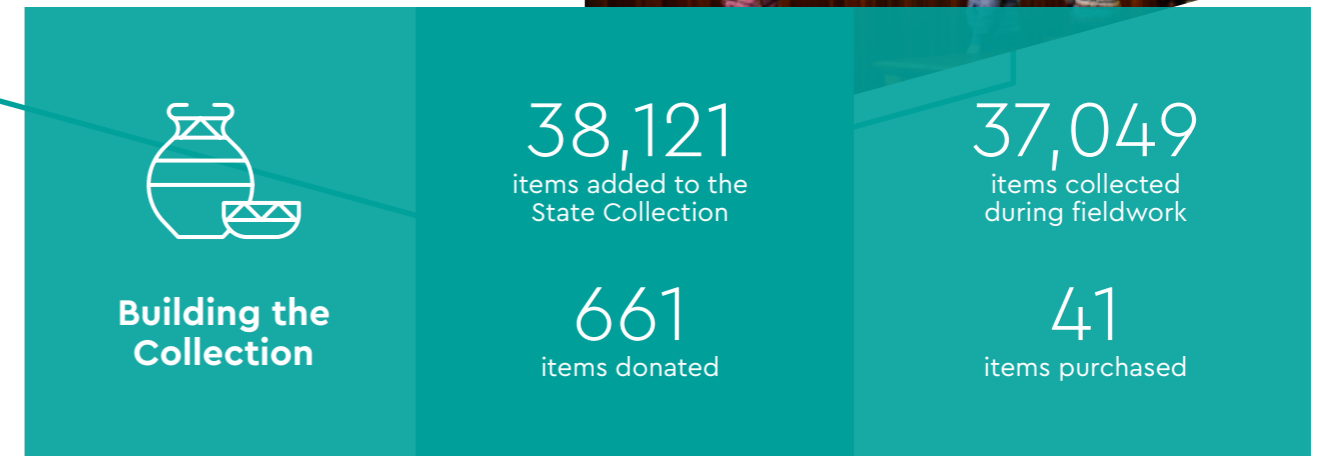 Building the
Collection
38,121
items added to the
State Collection
661
items donated
37,049
items collected
during fieldwork
41
items purchased